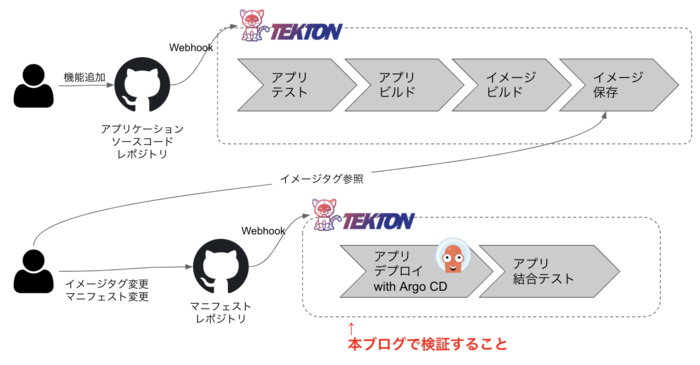 TEKTON
Webhook
機能追加
アプリ
テスト
アプリ
ビルド
イメージ
ビルド
イメージ
保存
アプリケーション
ソースコード
レポジトリ
イメージタグ参照
TEKTON
Webhook
イメージタグ変更
マニフェスト変更
マニフェスト
レポジトリ
アプリ
デプロイ
with Argo CD
アプリ
結合テスト
↑
本ブログで検証すること